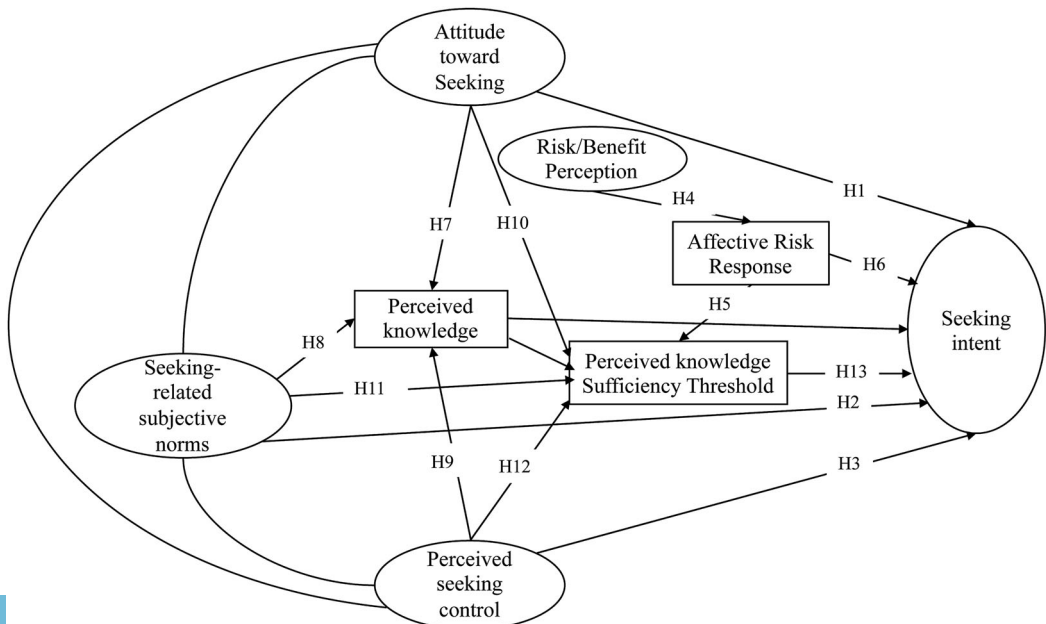 Attitude
toward
Seeking
Risk/Benefit
Perception
H4
H1
H7
H10
Affective Risk
Response
H6
H5
Perceived
knowledge
Seeking
intent
H8
Perceived knowledge
Sufficiency Threshold
H13
Seeking-
related
subjective
norms
H11
H2
H9
H12
H3
Perceived
seeking
control